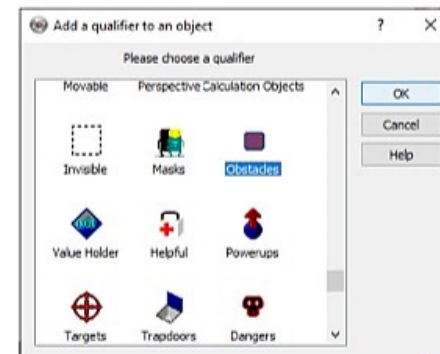 Add a qualifier to an object ?
Please choose a qualifier
Movable Perspective Calculation Objects
OK
Cancel
Help
Invisible Masks Obstacles
Value Holder Helpful Powerups
Targets Trapdoors Dangers